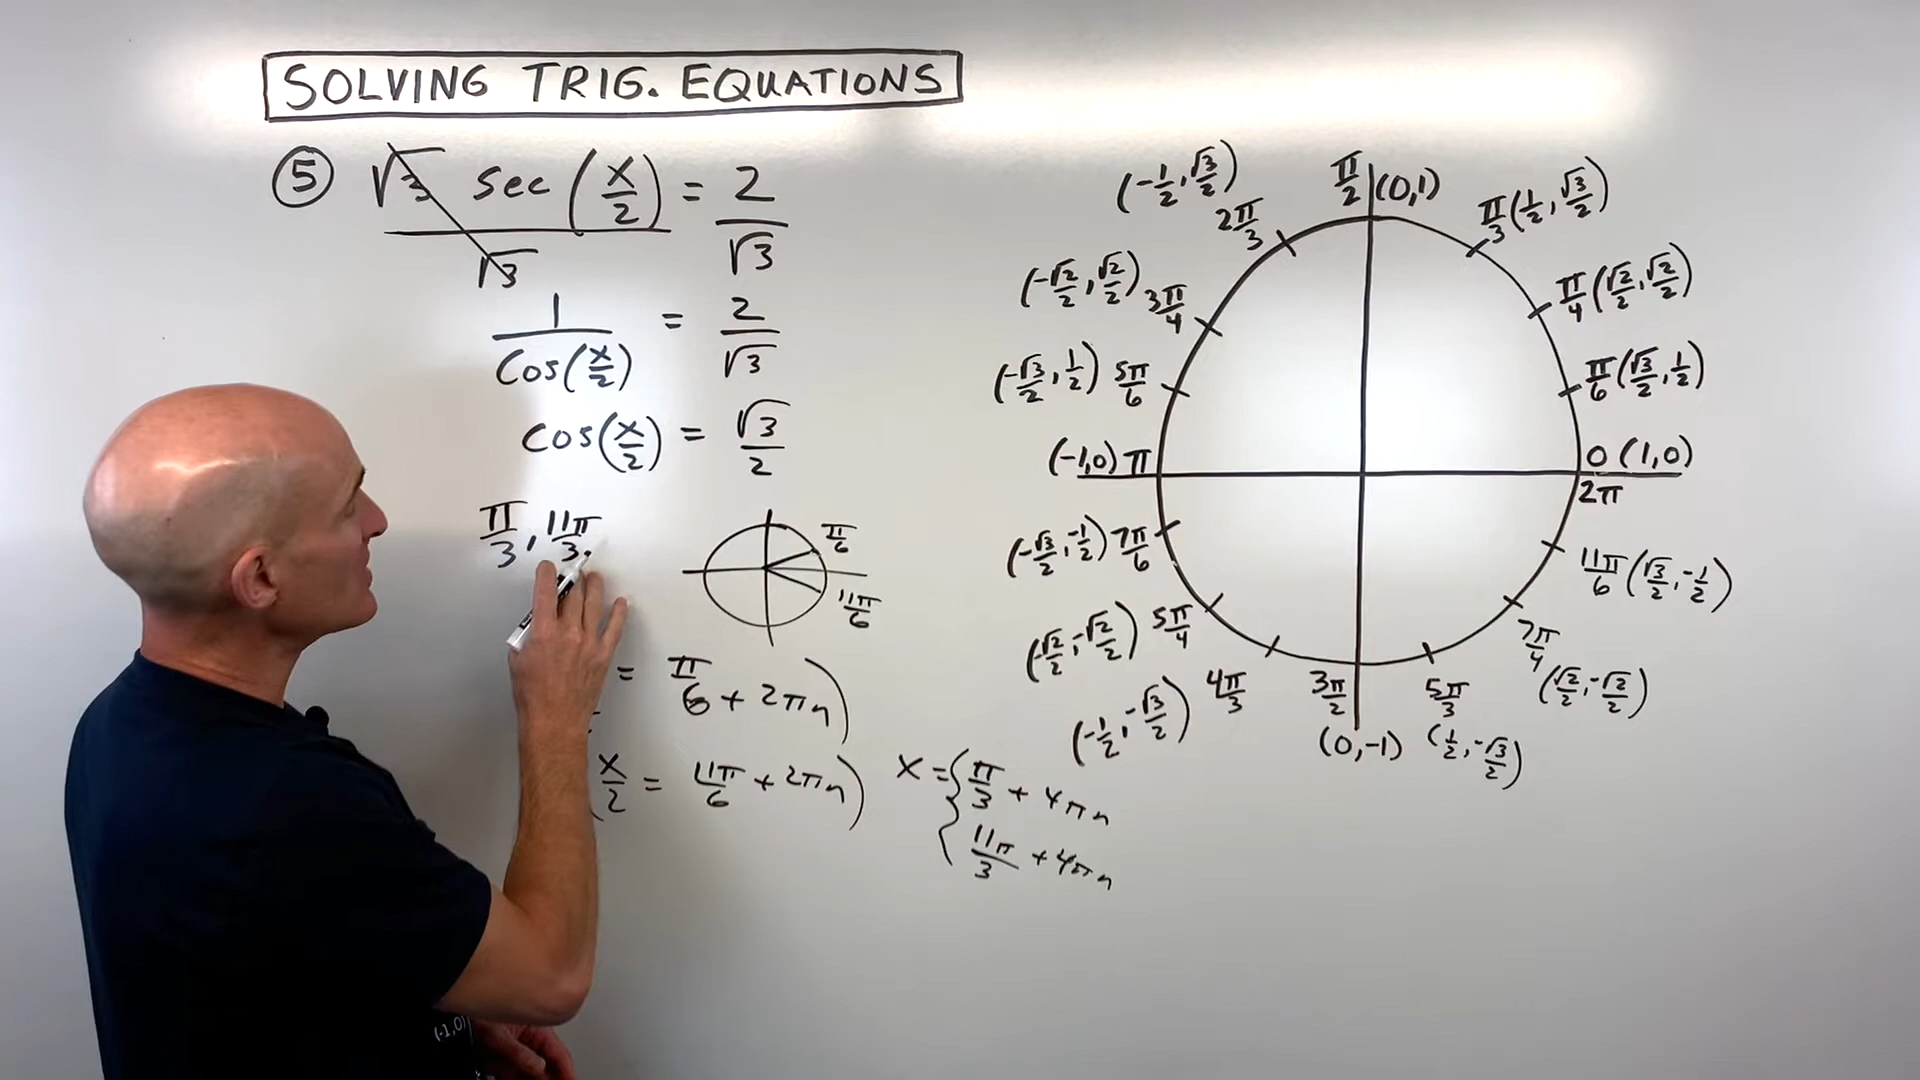 SOLVING TRIG. EQUATIONS
⑤ √3 sec(x/2) / √3 = 2/√3
1/cos(x/2) = 2/√3
cos(x/2) = √3/2
π/3, 11π/3
π/6
11π/6
= π/6 + 2πn)
(x/2 = 11π/6 + 2πn)
x = { π/3 + 4πn
11π/3 + 4πn
π/2 (0,1)
π/3 (1/2, √3/2)
π/4 (√2/2, √2/2)
π/6 (√3/2, 1/2)
0 (1,0)
2π
11π/6 (√3/2, -1/2)
7π/4
(√2/2, -√2/2)
5π/3
(1/2, -√3/2)
3π/2
(0,-1)
4π/3
(-1/2, -√3/2)
5π/4
(-√2/2, -√2/2)
(-√3/2, -1/2) 7π/6
(-1,0) π
(-√3/2, 1/2) 5π/6
(-√2/2, √2/2) 3π/4
(-1/2, √3/2)
2π/3
(-1,0)